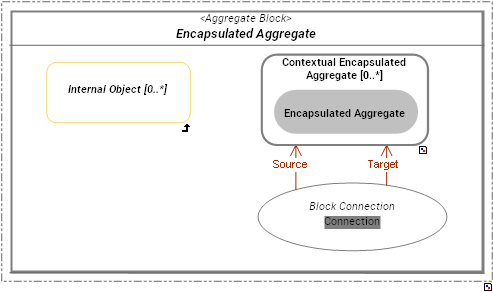 <Aggregate Block>
Encapsulated Aggregate
Internal Object [0..*]
Contextual Encapsulated
Aggregate [0..*]
Encapsulated Aggregate
Source
Target
Block Connection
Connection